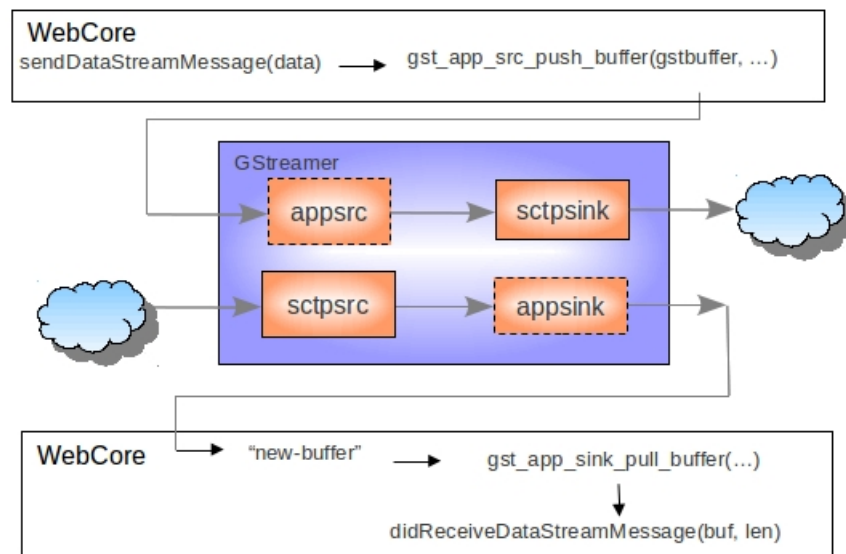 WebCore
sendDataStreamMessage(data) gst_app_src_push_buffer(gstbuffer, ...)
GStreamer
appsrc sctpsink
sctpsrc appsink
WebCore
“new-buffer” gst_app_sink_pull_buffer(...)
didReceiveDataStreamMessage(buf, len)